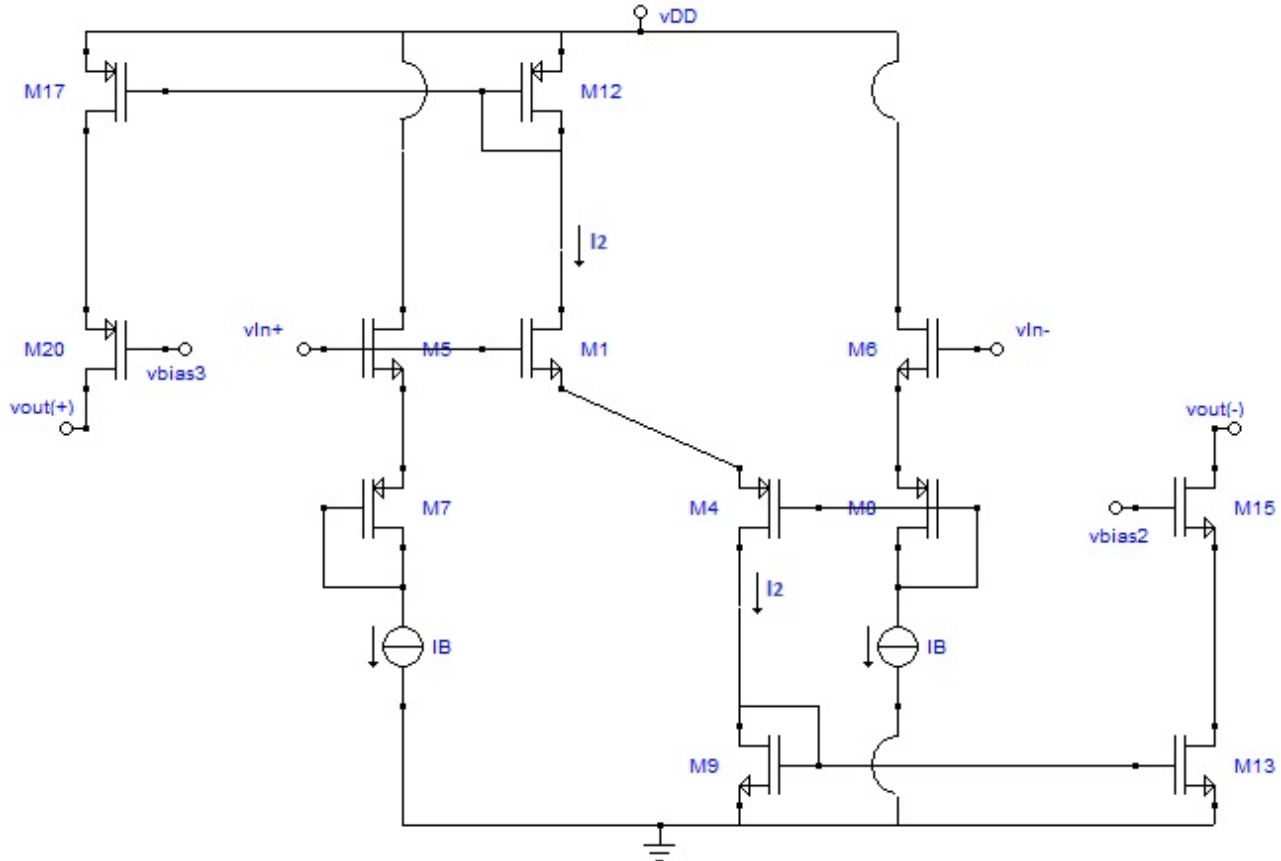 vDD
M17
M12
I2
vIn+
M5
M1
M6
vIn-
M20
vbias3
vout(+)
vout(-)
M7
M4
M8
M15
vbias2
I2
IB
IB
M9
M13